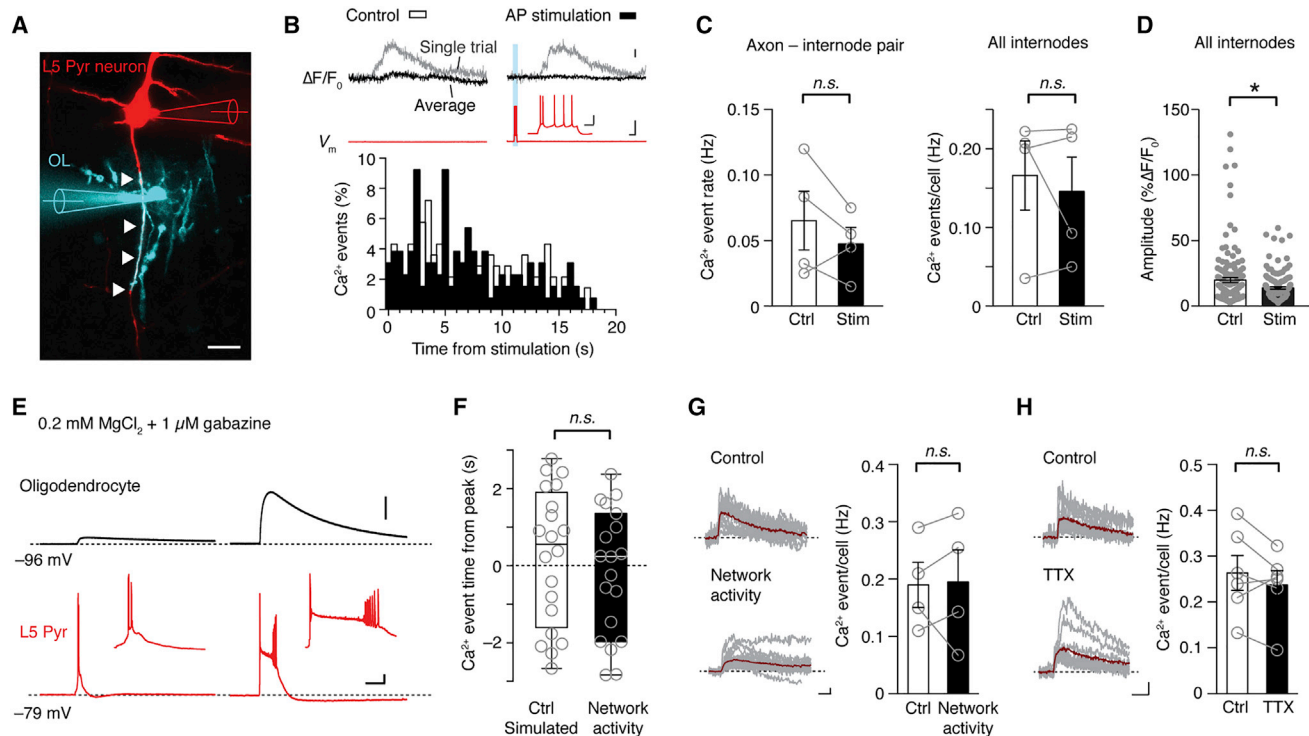 A
L5 Pyr neuron
OL
B
Control
AP stimulation
Single trial
ΔF/F₀
Average
Vₘ
Ca²⁺ events (%)
10
8
6
4
2
0
0 5 10 15 20
Time from stimulation (s)
C
Axon – internode pair
n.s.
Ca²⁺ event rate (Hz)
0.15
0.10
0.05
0
Ctrl Stim
All internodes
n.s.
Ca²⁺ events/cell (Hz)
0.20
0.10
0
Ctrl Stim
D
All internodes
*
Amplitude (%ΔF/F₀)
150
100
50
0
Ctrl Stim
E
0.2 mM MgCl₂ + 1 µM gabazine
Oligodendrocyte
–96 mV
L5 Pyr
–79 mV
F
n.s.
Ca²⁺ event time from peak (s)
2
0
–2
Ctrl Simulated
Network activity
G
Control
Network
activity
n.s.
Ca²⁺ event/cell (Hz)
0.4
0.3
0.2
0.1
0
Ctrl Network
activity
H
Control
TTX
n.s.
Ca²⁺ event/cell (Hz)
0.5
0.4
0.3
0.2
0.1
0
Ctrl TTX